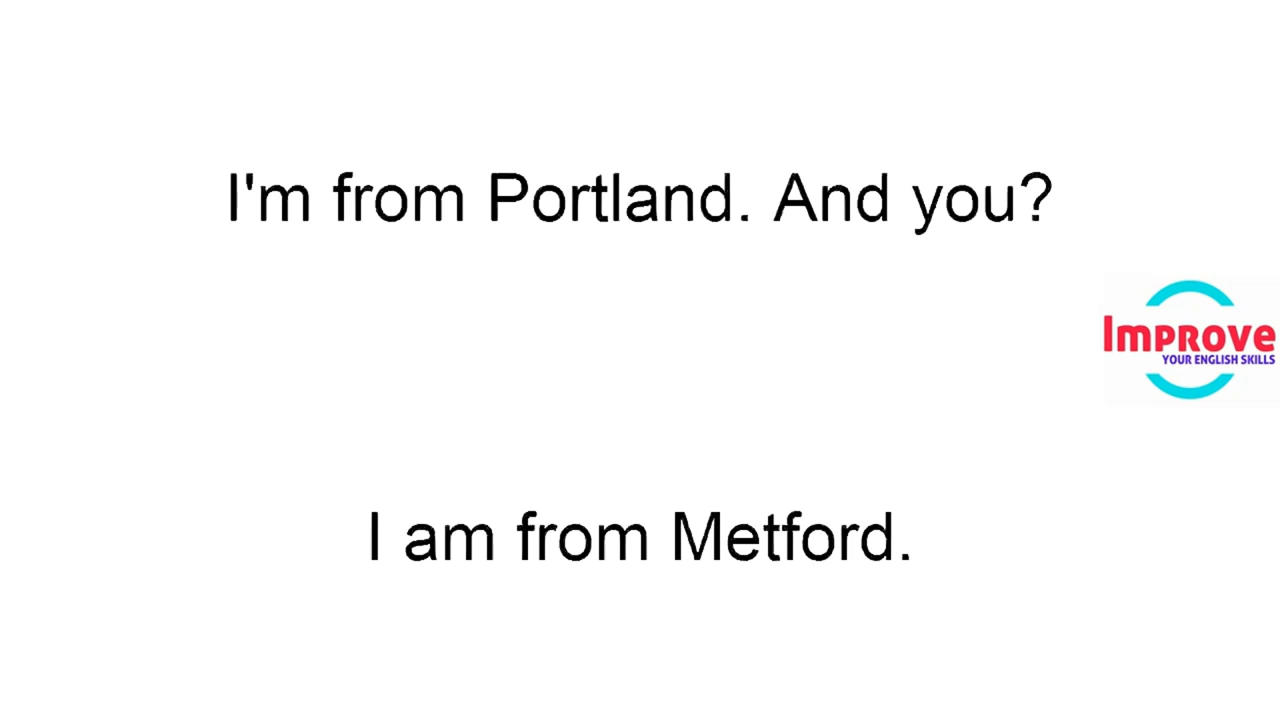 I'm from Portland. And you?
Improve
YOUR ENGLISH SKILLS
I am from Metford.